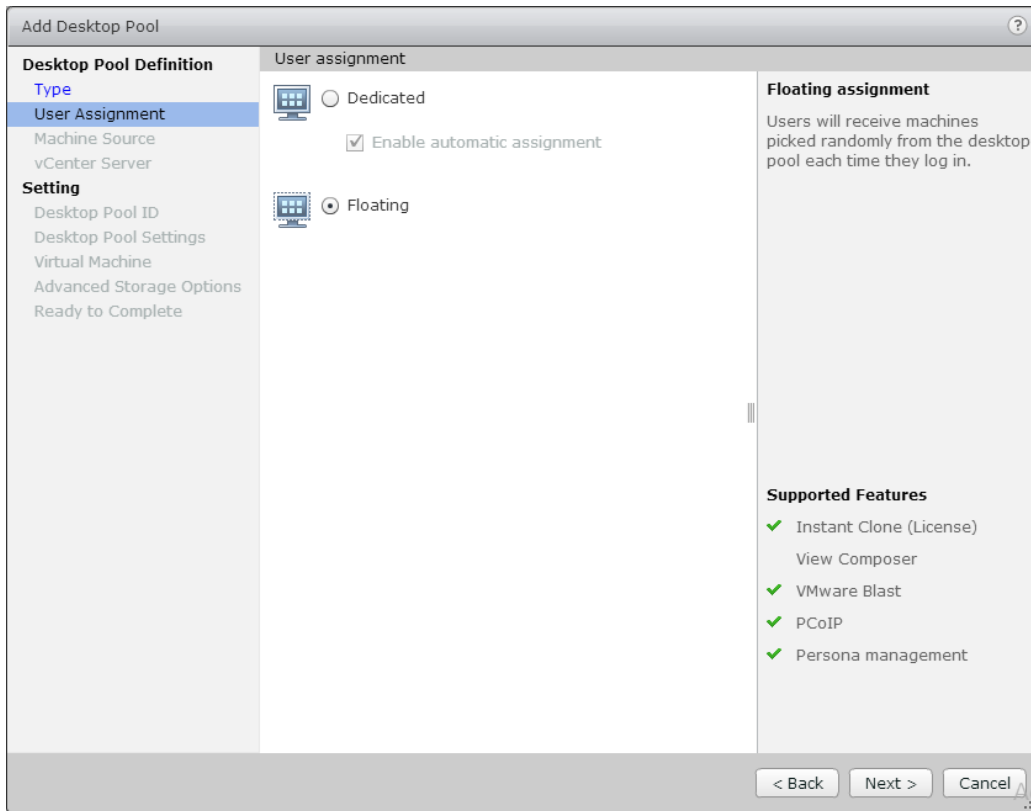 Add Desktop Pool
?
Desktop Pool Definition
Type
User Assignment
Machine Source
vCenter Server
Setting
Desktop Pool ID
Desktop Pool Settings
Virtual Machine
Advanced Storage Options
Ready to Complete
User assignment
Dedicated
Enable automatic assignment
Floating
Floating assignment
Users will receive machines
picked randomly from the desktop
pool each time they log in.
Supported Features
Instant Clone (License)
View Composer
VMware Blast
PCoIP
Persona management
< Back
Next >
Cancel
A